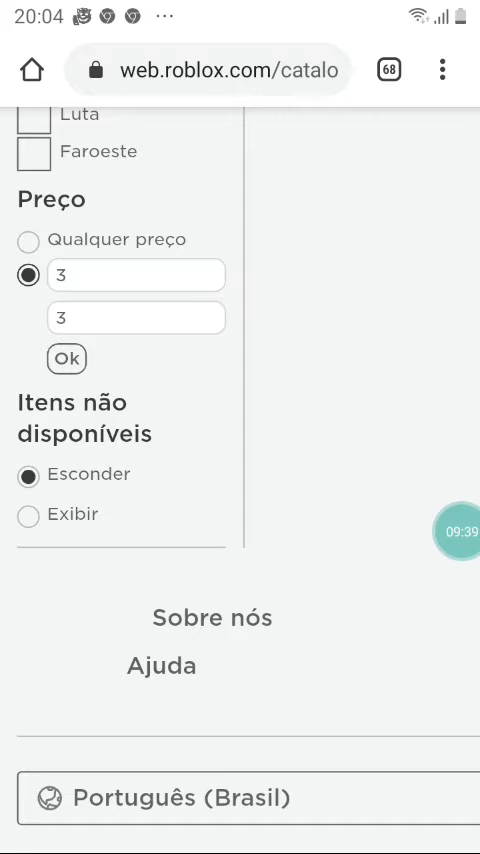 20:04
web.roblox.com/catalo
68
Luta
Faroeste
Preço
Qualquer preço
3
3
Ok
Itens não
disponíveis
Esconder
Exibir
09:39
Sobre nós
Ajuda
Português (Brasil)